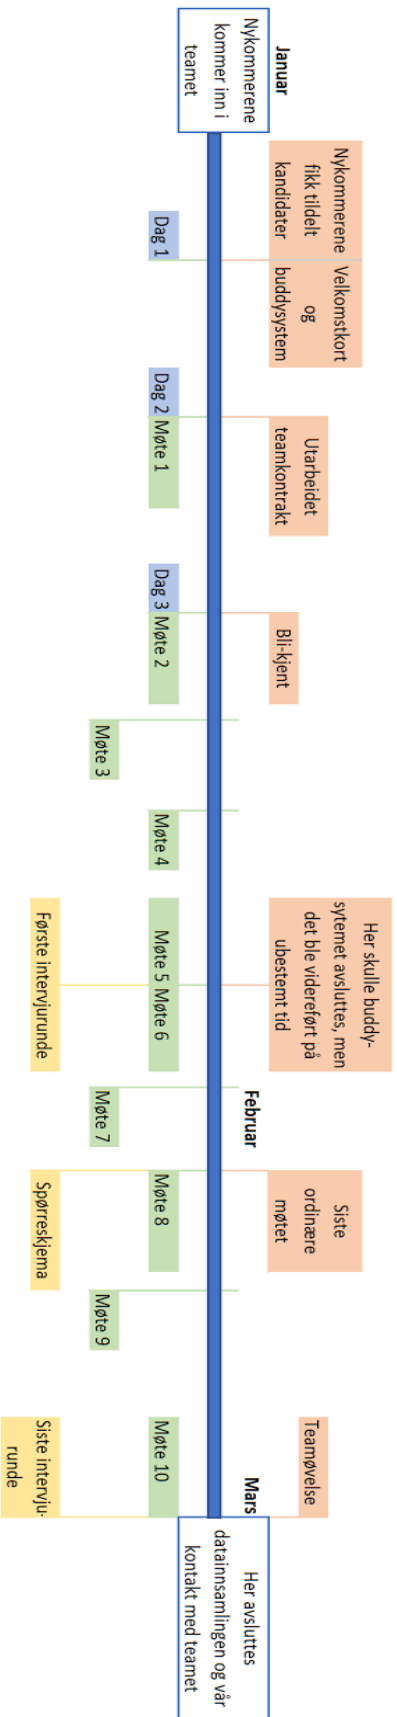 Januar
Nykommerene
kommer inn i
teamet
Nykommerene
fikk tildelt
kandidater
Velkomstkort
og
buddysystem
Dag 1
Utarbeidet
teamkontrakt
Dag 2
Møte 1
Bli-kjent
Dag 3
Møte 2
Møte 3
Møte 4
Her skulle buddy-
sytemet avsluttes, men
det ble videreført på
ubestemt tid
Møte 5
Møte 6
Første intervjurunde
Februar
Møte 7
Siste
ordinære
møtet
Møte 8
Spørreskjema
Møte 9
Teamøvelse
Møte 10
Siste intervju-
runde
Mars
Her avsluttes
datainnsamlingen og vår
kontakt med teamet